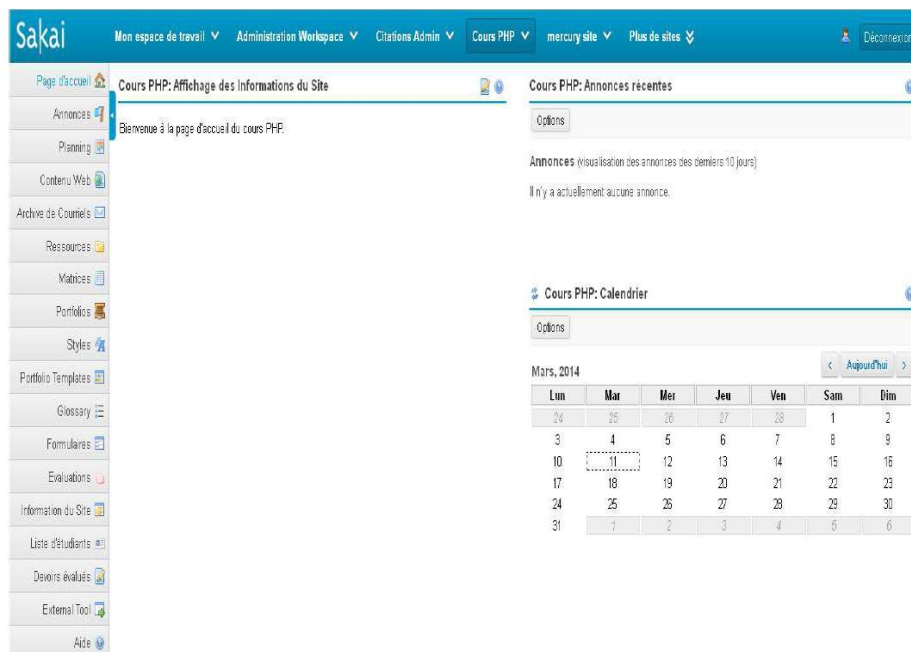 Sakai
Mon espace de travail Administration Workspace Citations Admin Cours PHP mercury site Plus de sites Déconnexion
Page d'accueil
Annonces
Planning
Contenu Web
Archive de Courriels
Ressources
Matrices
Portfolios
Styles
Portfolio Templates
Glossary
Formulaires
Evaluations
Information du Site
Liste d'étudiants
Devoirs évalués
External Tool
Aide
Cours PHP: Affichage des Informations du Site
Bienvenue à la page d'accueil du cours PHP.
Cours PHP: Annonces récentes
Options
Annonces (visualisation des annonces des derniers 10 jours)
Il n'y a actuellement aucune annonce.
Cours PHP: Calendrier
Options
Mars, 2014
< Aujourd'hui >
Lun Mar Mer Jeu Ven Sam Dim
24 25 26 27 28 1 2
3 4 5 6 7 8 9
10 11 12 13 14 15 16
17 18 19 20 21 22 23
24 25 26 27 28 29 30
31 1 2 3 4 5 6